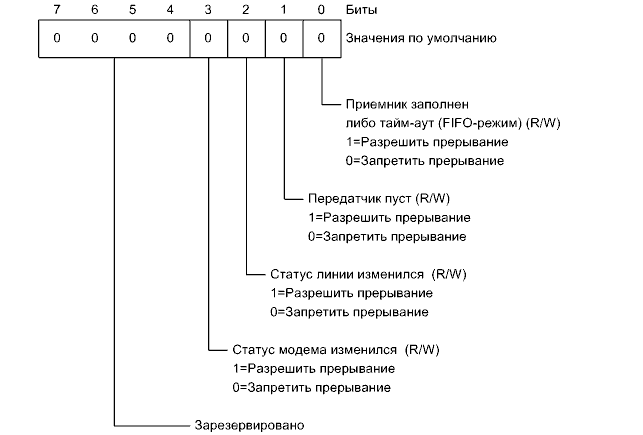 7 6 5 4 3 2 1 0 Биты
0 0 0 0 0 0 0 0 Значения по умолчанию
Приемник заполнен
либо тайм-аут (FIFO-режим) (R/W)
1=Разрешить прерывание
0=Запретить прерывание
Передатчик пуст (R/W)
1=Разрешить прерывание
0=Запретить прерывание
Статус линии изменился (R/W)
1=Разрешить прерывание
0=Запретить прерывание
Статус модема изменился (R/W)
1=Разрешить прерывание
0=Запретить прерывание
Зарезервировано